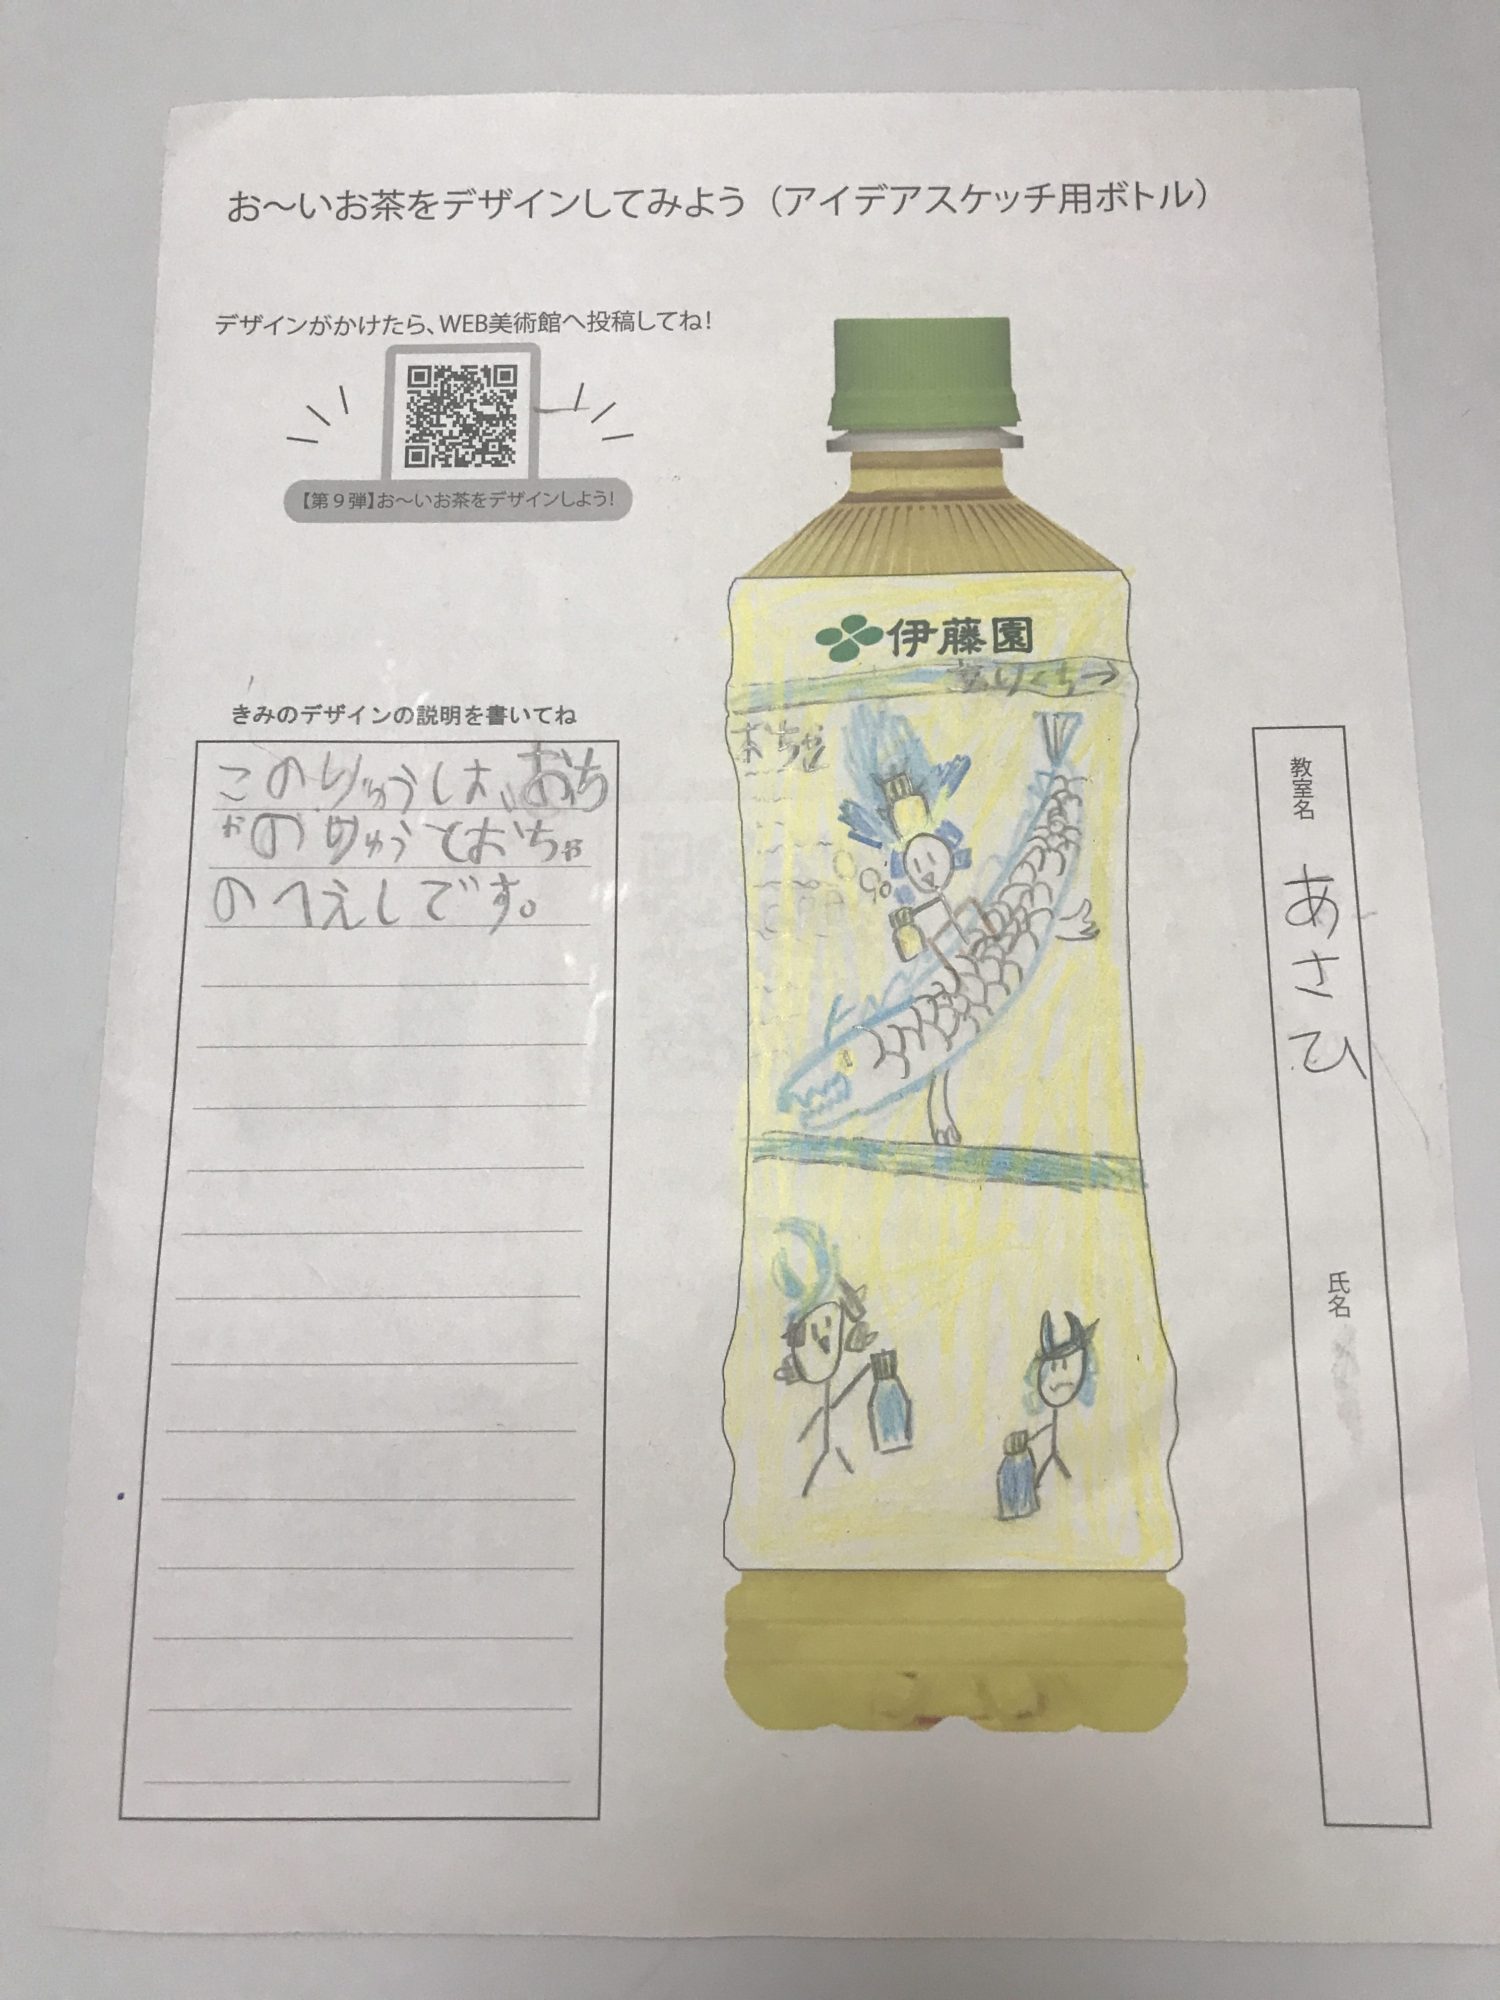 お〜いお茶をデザインしてみよう（アイデアスケッチ用ボトル）
デザインがかけたら、WEB美術館へ投稿してね！
【第９弾】お〜いお茶をデザインしよう！
きみのデザインの説明を書いてね
このりゅうは、おち
ゃのりゅうとおちゃ
のへえしです。
伊藤園
おちゃ
教室名
あさひ
氏名